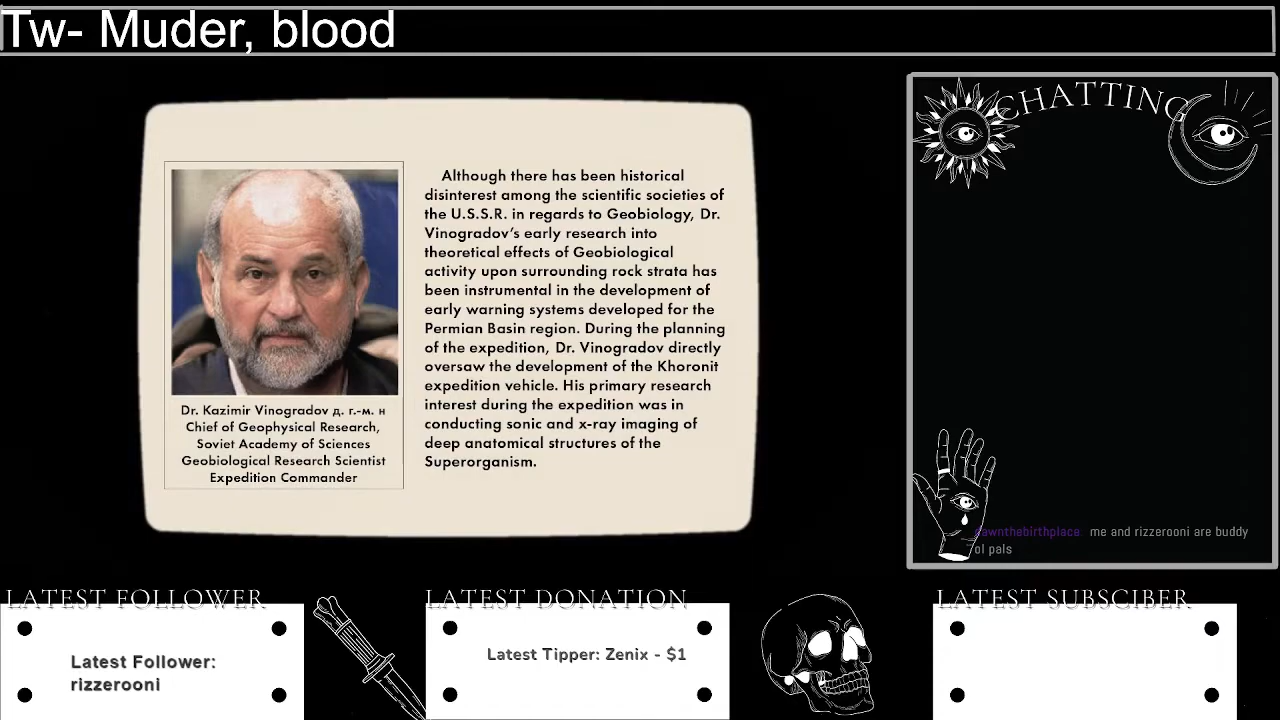 Tw- Muder, blood
CHATTING
Although there has been historical
disinterest among the scientific societies of
the U.S.S.R. in regards to Geobiology, Dr.
Vinogradov's early research into
theoretical effects of Geobiological
activity upon surrounding rock strata has
been instrumental in the development of
early warning systems developed for the
Permian Basin region. During the planning
of the expedition, Dr. Vinogradov directly
oversaw the development of the Khoronit
expedition vehicle. His primary research
interest during the expedition was in
conducting sonic and x-ray imaging of
deep anatomical structures of the
Superorganism.
Dr. Kazimir Vinogradov д. г.-м. н
Chief of Geophysical Research,
Soviet Academy of Sciences
Geobiological Research Scientist
Expedition Commander
dawnthebirthplace: me and rizzerooni are buddy
ol pals
LATEST FOLLOWER
Latest Follower:
rizzerooni
LATEST DONATION
Latest Tipper: Zenix - $1
LATEST SUBSCIBER